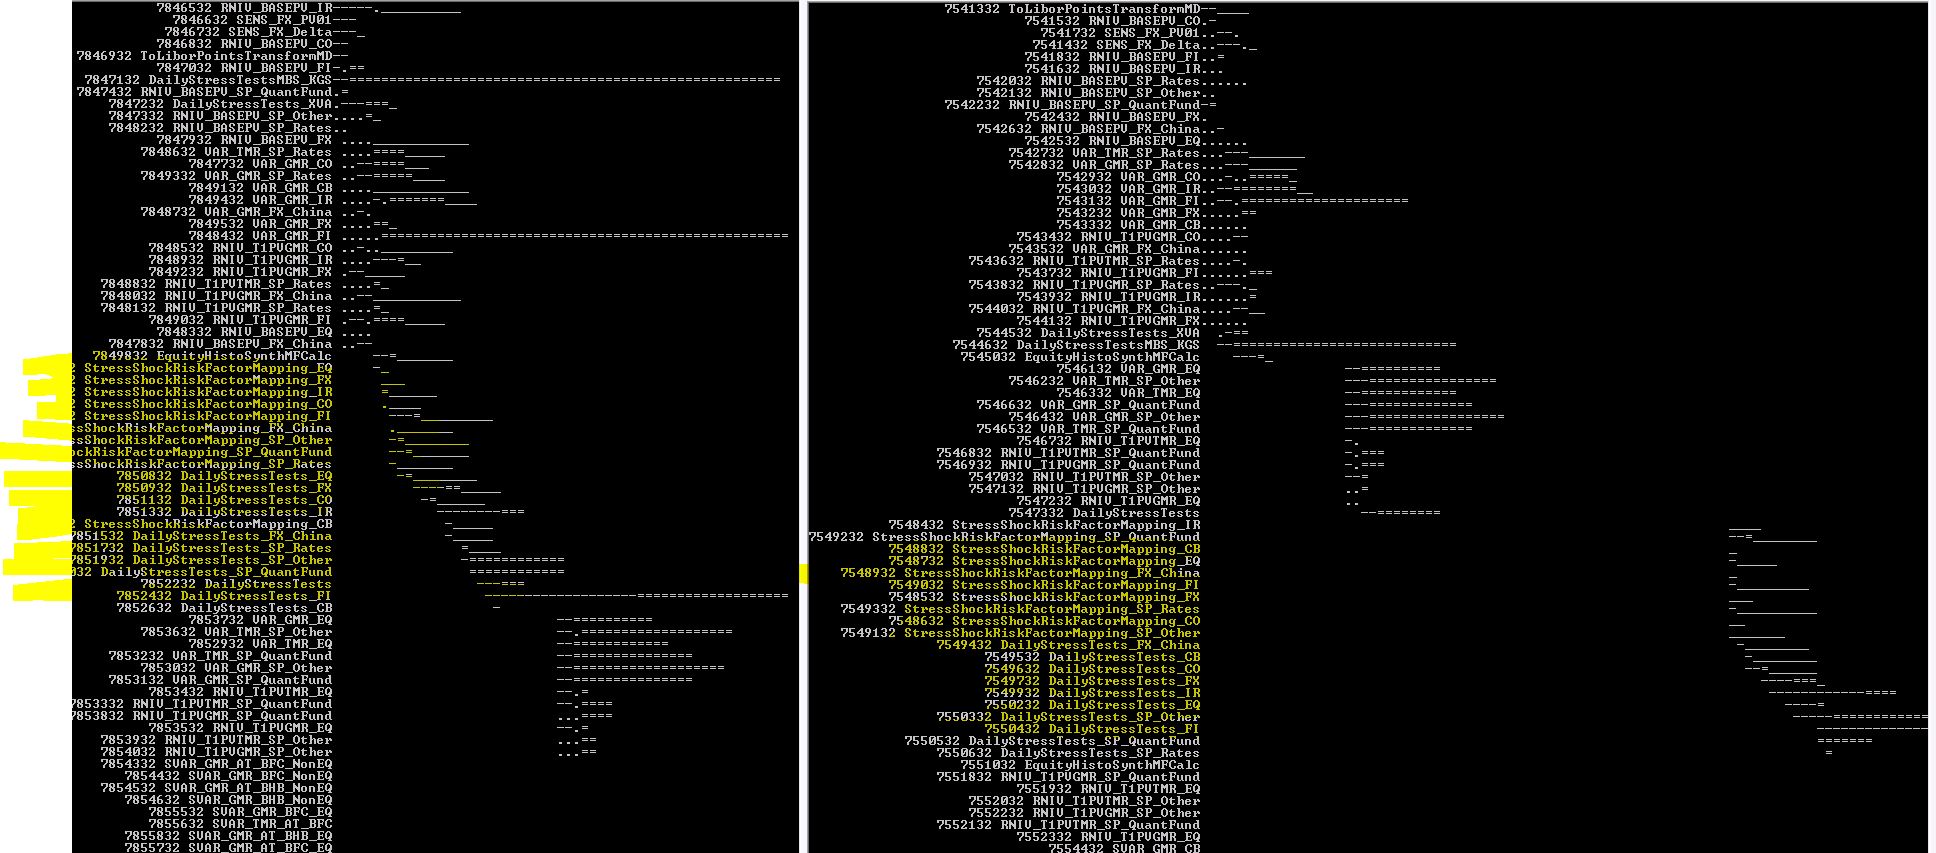 7846532 RNIV_BASEPV_IR
7846632 SENS_FX_PV01
7846732 SENS_FX_Delta
7846832 RNIV_BASEPV_CO
7846932 ToLiborPointsTransformMD
7847032 RNIV_BASEPV_FI
7847132 DailyStressTestsMBS_KGS
7847432 RNIV_BASEPV_SP_QuantFund
7847232 DailyStressTests_XVA
7847332 RNIV_BASEPV_SP_Other
7848232 RNIV_BASEPV_SP_Rates
7847932 RNIV_BASEPV_FX
7848632 VAR_TMR_SP_Rates
7847732 VAR_GMR_CO
7849332 VAR_GMR_SP_Rates
7849132 VAR_GMR_CB
7849432 VAR_GMR_IR
7848732 VAR_GMR_FX_China
7849532 VAR_GMR_FX
7848432 VAR_GMR_FI
7848532 RNIV_T1PVGMR_CO
7848932 RNIV_T1PVGMR_IR
7849232 RNIV_T1PVGMR_FX
7848832 RNIV_T1PVTMR_SP_Rates
7848032 RNIV_T1PVGMR_FX_China
7848132 RNIV_T1PVGMR_SP_Rates
7849032 RNIV_T1PVGMR_FI
7848332 RNIV_BASEPV_EQ
7847832 RNIV_BASEPV_FX_China
7849832 EquityHistoSynthMFCalc
2 StressShockRiskFactorMapping_EQ
2 StressShockRiskFactorMapping_FX
2 StressShockRiskFactorMapping_IR
2 StressShockRiskFactorMapping_CO
2 StressShockRiskFactorMapping_FI
ssShockRiskFactorMapping_FX_China
ssShockRiskFactorMapping_SP_Other
ockRiskFactorMapping_SP_QuantFund
ssShockRiskFactorMapping_SP_Rates
7850832 DailyStressTests_EQ
7850932 DailyStressTests_FX
7851132 DailyStressTests_CO
7851332 DailyStressTests_IR
2 StressShockRiskFactorMapping_CB
7851532 DailyStressTests_FX_China
7851732 DailyStressTests_SP_Rates
7851932 DailyStressTests_SP_Other
032 DailyStressTests_SP_QuantFund
7852232 DailyStressTests
7852432 DailyStressTests_FI
7852632 DailyStressTests_CB
7853732 VAR_GMR_EQ
7853632 VAR_TMR_SP_Other
7852932 VAR_TMR_EQ
7853232 VAR_TMR_SP_QuantFund
7853032 VAR_GMR_SP_Other
7853132 VAR_GMR_SP_QuantFund
7853432 RNIV_T1PVTMR_EQ
7853332 RNIV_T1PVTMR_SP_QuantFund
7853832 RNIV_T1PVGMR_SP_QuantFund
7853532 RNIV_T1PVGMR_EQ
7853932 RNIV_T1PVTMR_SP_Other
7854032 RNIV_T1PVGMR_SP_Other
7854332 SVAR_GMR_AT_BFC_NonEQ
7854432 SVAR_GMR_BFC_NonEQ
7854532 SVAR_GMR_AT_BHB_NonEQ
7854632 SVAR_GMR_BHB_NonEQ
7855532 SVAR_GMR_BFC_EQ
7855632 SVAR_TMR_AT_BFC
7855832 SVAR_GMR_AT_BHB_EQ
7855732 SVAR_GMR_AT_BFC_EQ
7541332 ToLiborPointsTransformMD
7541532 RNIV_BASEPV_CO
7541732 SENS_FX_PV01
7541432 SENS_FX_Delta
7541832 RNIV_BASEPV_FI
7541632 RNIV_BASEPV_IR
7542032 RNIV_BASEPV_SP_Rates
7542132 RNIV_BASEPV_SP_Other
7542232 RNIV_BASEPV_SP_QuantFund
7542432 RNIV_BASEPV_FX
7542632 RNIV_BASEPV_FX_China
7542532 RNIV_BASEPV_EQ
7542732 VAR_TMR_SP_Rates
7542832 VAR_GMR_SP_Rates
7542932 VAR_GMR_CO
7543032 VAR_GMR_IR
7543132 VAR_GMR_FI
7543232 VAR_GMR_FX
7543332 VAR_GMR_CB
7543432 RNIV_T1PVGMR_CO
7543532 VAR_GMR_FX_China
7543632 RNIV_T1PVTMR_SP_Rates
7543732 RNIV_T1PVGMR_FI
7543832 RNIV_T1PVGMR_SP_Rates
7543932 RNIV_T1PVGMR_IR
7544032 RNIV_T1PVGMR_FX_China
7544132 RNIV_T1PVGMR_FX
7544532 DailyStressTests_XVA
7544632 DailyStressTestsMBS_KGS
7545032 EquityHistoSynthMFCalc
7546132 VAR_GMR_EQ
7546232 VAR_TMR_SP_Other
7546332 VAR_TMR_EQ
7546632 VAR_GMR_SP_QuantFund
7546432 VAR_GMR_SP_Other
7546532 VAR_TMR_SP_QuantFund
7546732 RNIV_T1PVTMR_EQ
7546832 RNIV_T1PVTMR_SP_QuantFund
7546932 RNIV_T1PVGMR_SP_QuantFund
7547032 RNIV_T1PVTMR_SP_Other
7547132 RNIV_T1PVGMR_SP_Other
7547232 RNIV_T1PVGMR_EQ
7547332 DailyStressTests
7548432 StressShockRiskFactorMapping_IR
7549232 StressShockRiskFactorMapping_SP_QuantFund
7548832 StressShockRiskFactorMapping_CB
7548732 StressShockRiskFactorMapping_EQ
7548932 StressShockRiskFactorMapping_FX_China
7549032 StressShockRiskFactorMapping_FI
7548532 StressShockRiskFactorMapping_FX
7549332 StressShockRiskFactorMapping_SP_Rates
7548632 StressShockRiskFactorMapping_CO
7549132 StressShockRiskFactorMapping_SP_Other
7549432 DailyStressTests_FX_China
7549532 DailyStressTests_CB
7549632 DailyStressTests_CO
7549732 DailyStressTests_FX
7549932 DailyStressTests_IR
7550232 DailyStressTests_EQ
7550332 DailyStressTests_SP_Other
7550432 DailyStressTests_FI
7550532 DailyStressTests_SP_QuantFund
7550632 DailyStressTests_SP_Rates
7551032 EquityHistoSynthMFCalc
7551832 RNIV_T1PVGMR_SP_QuantFund
7551932 RNIV_T1PVTMR_EQ
7552032 RNIV_T1PVTMR_SP_Other
7552232 RNIV_T1PVGMR_SP_Other
7552132 RNIV_T1PVTMR_SP_QuantFund
7552332 RNIV_T1PVGMR_EQ
7554432 SVAR_GMR_CB